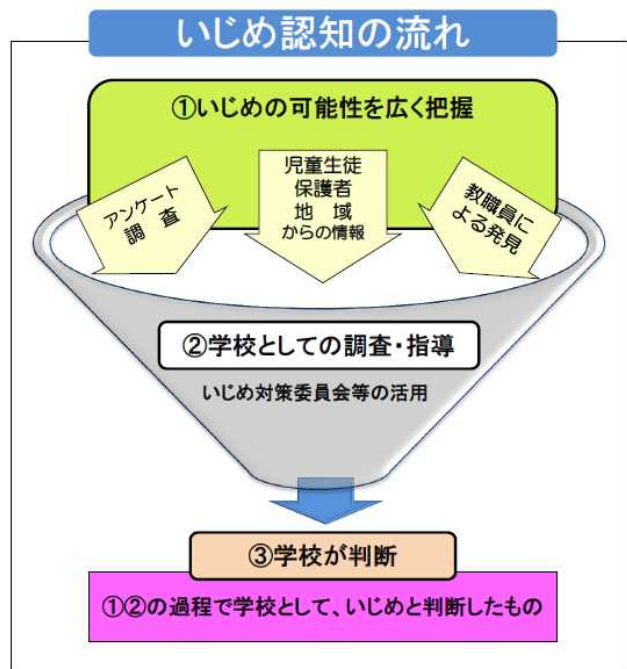 いじめ認知の流れ
①いじめの可能性を広く把握
アンケート
調　査
児童生徒
保護者
地　域
からの情報
教職員に
よる発見
②学校としての調査・指導
いじめ対策委員会等の活用
③学校が判断
①②の過程で学校として、いじめと判断したもの